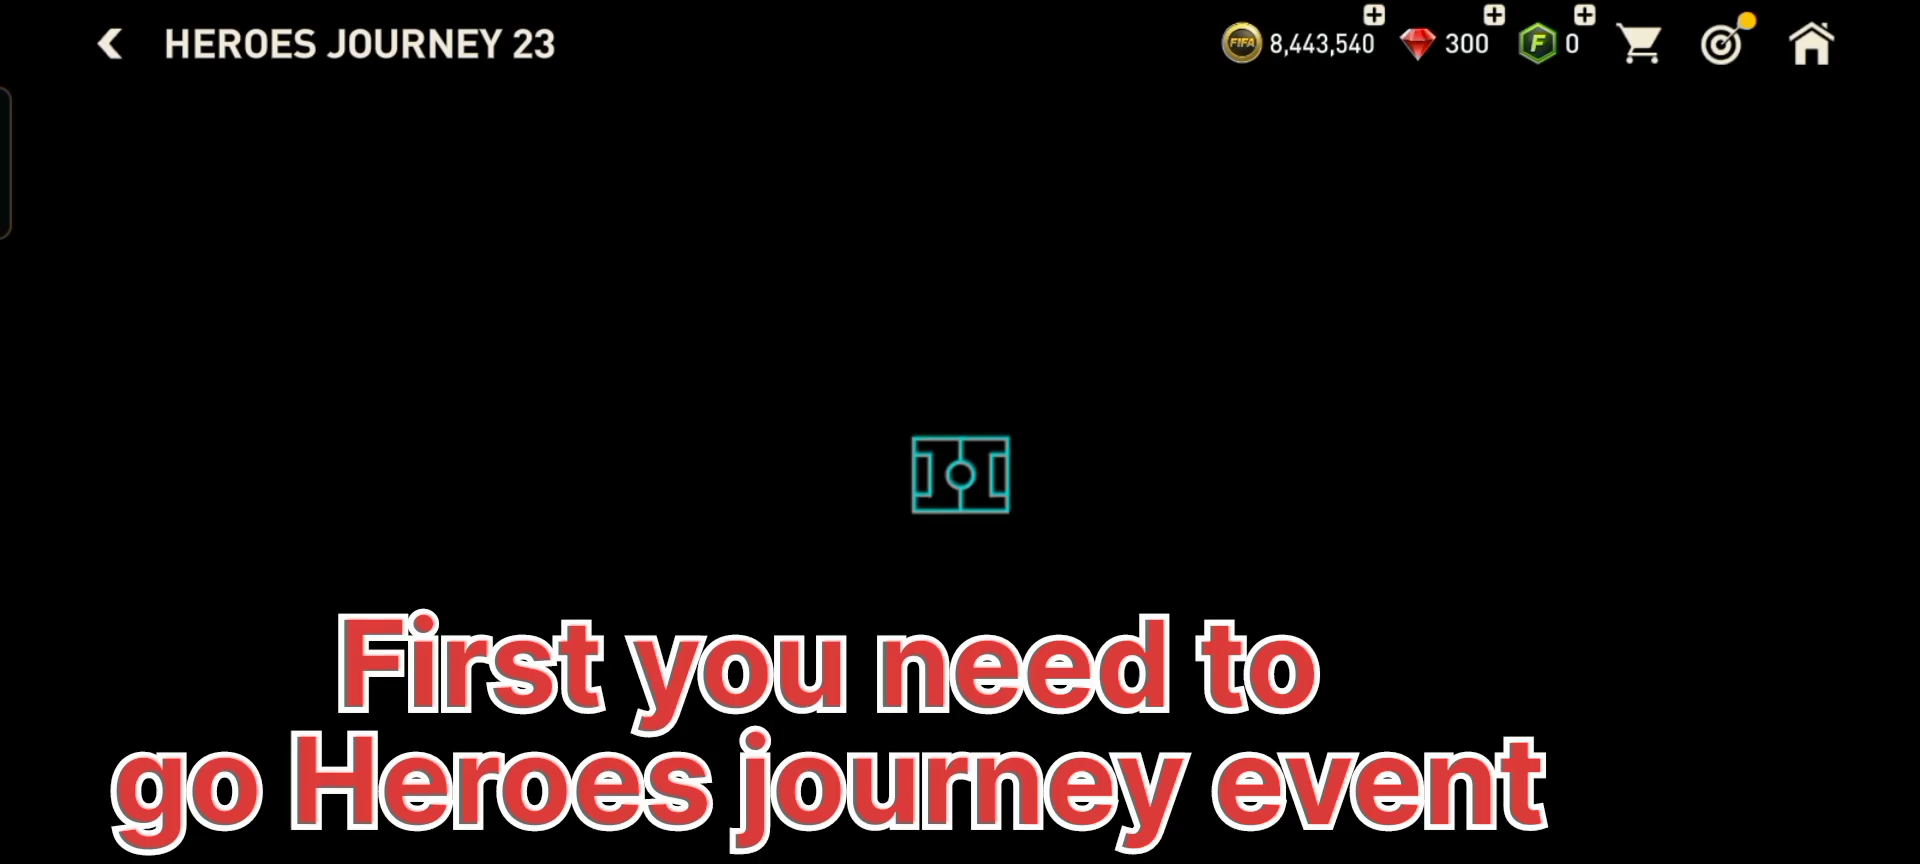 HEROES JOURNEY 23
FIFA 8,443,540 300 F 0
First you need to
go Heroes journey event